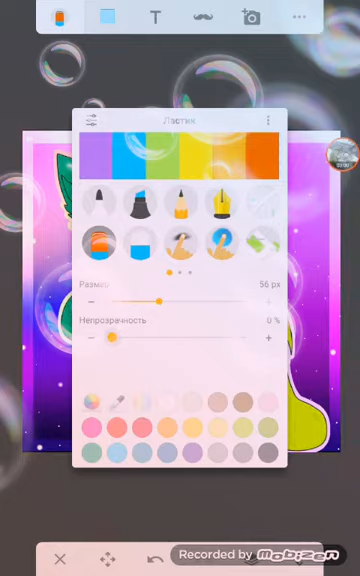 T
Ластик
Размер
56 px
Непрозрачность
0 %
Recorded by mobizen